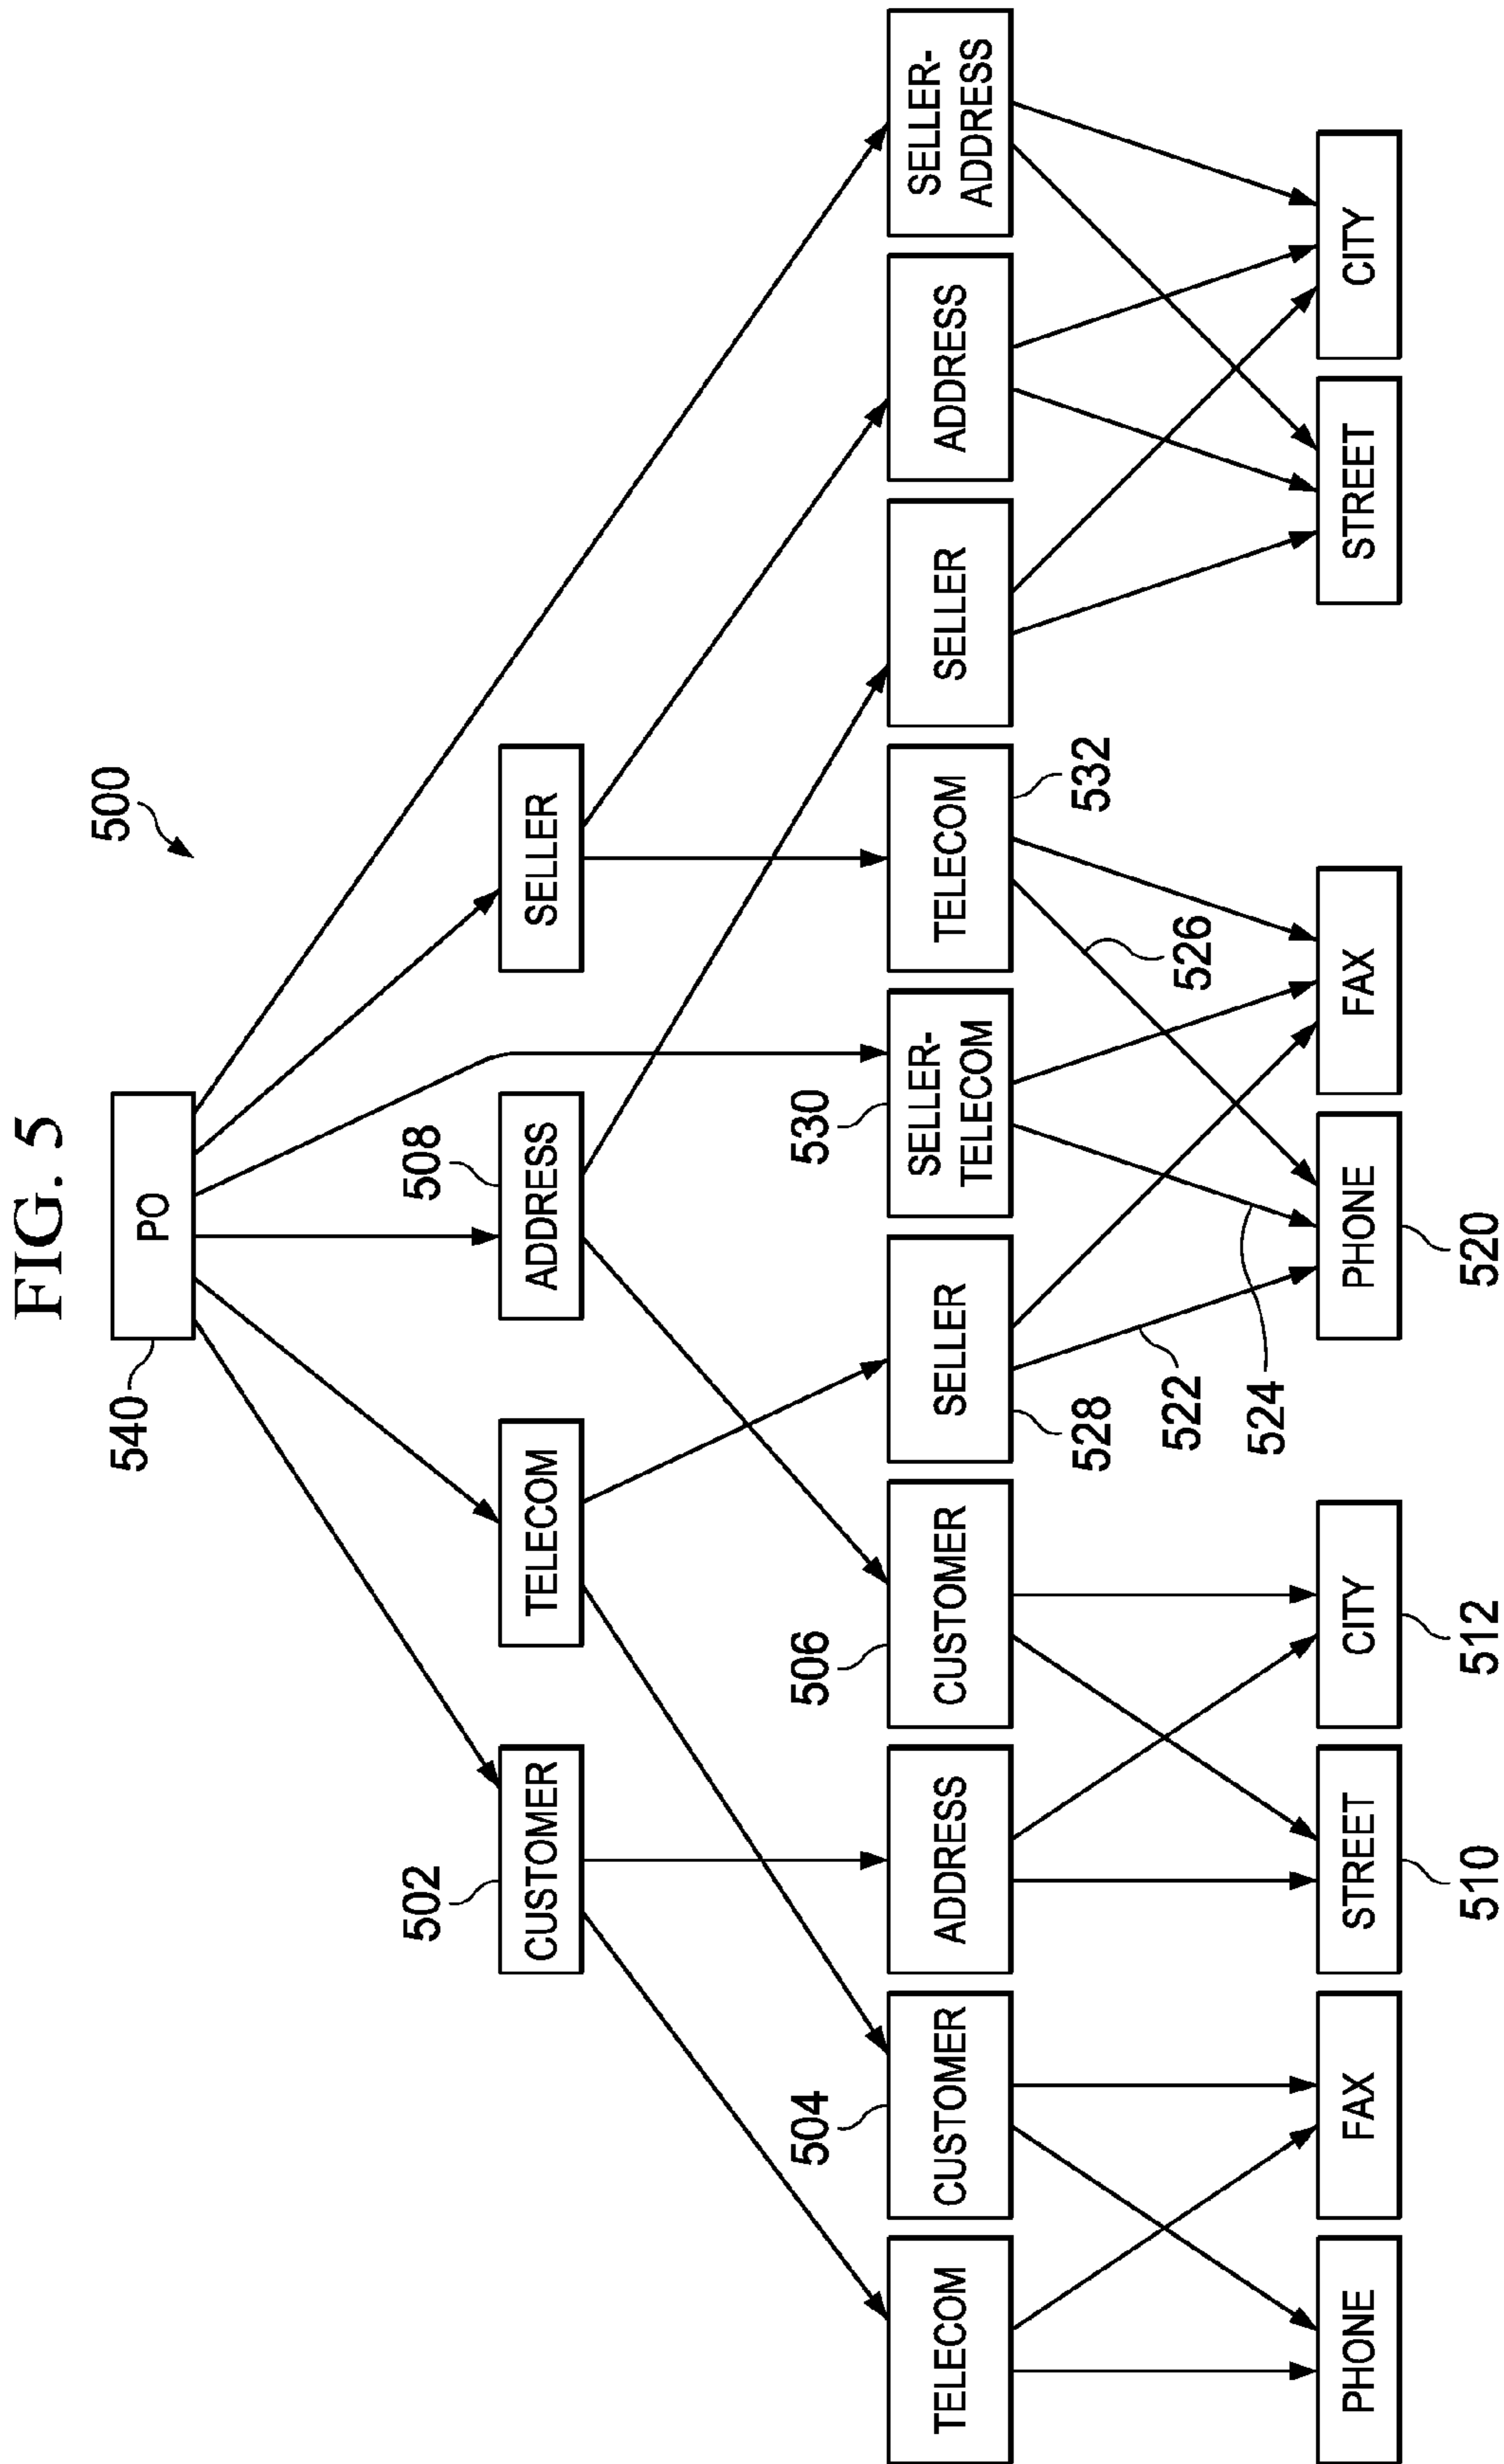 FIG. 5
500
540
PO
502
508
CUSTOMER
TELECOM
ADDRESS
SELLER
504
506
530
TELECOM
CUSTOMER
ADDRESS
CUSTOMER
SELLER
SELLER-
TELECOM
TELECOM
SELLER
ADDRESS
SELLER-
ADDRESS
528
532
522
526
524
PHONE
FAX
STREET
CITY
PHONE
FAX
STREET
CITY
510
512
520